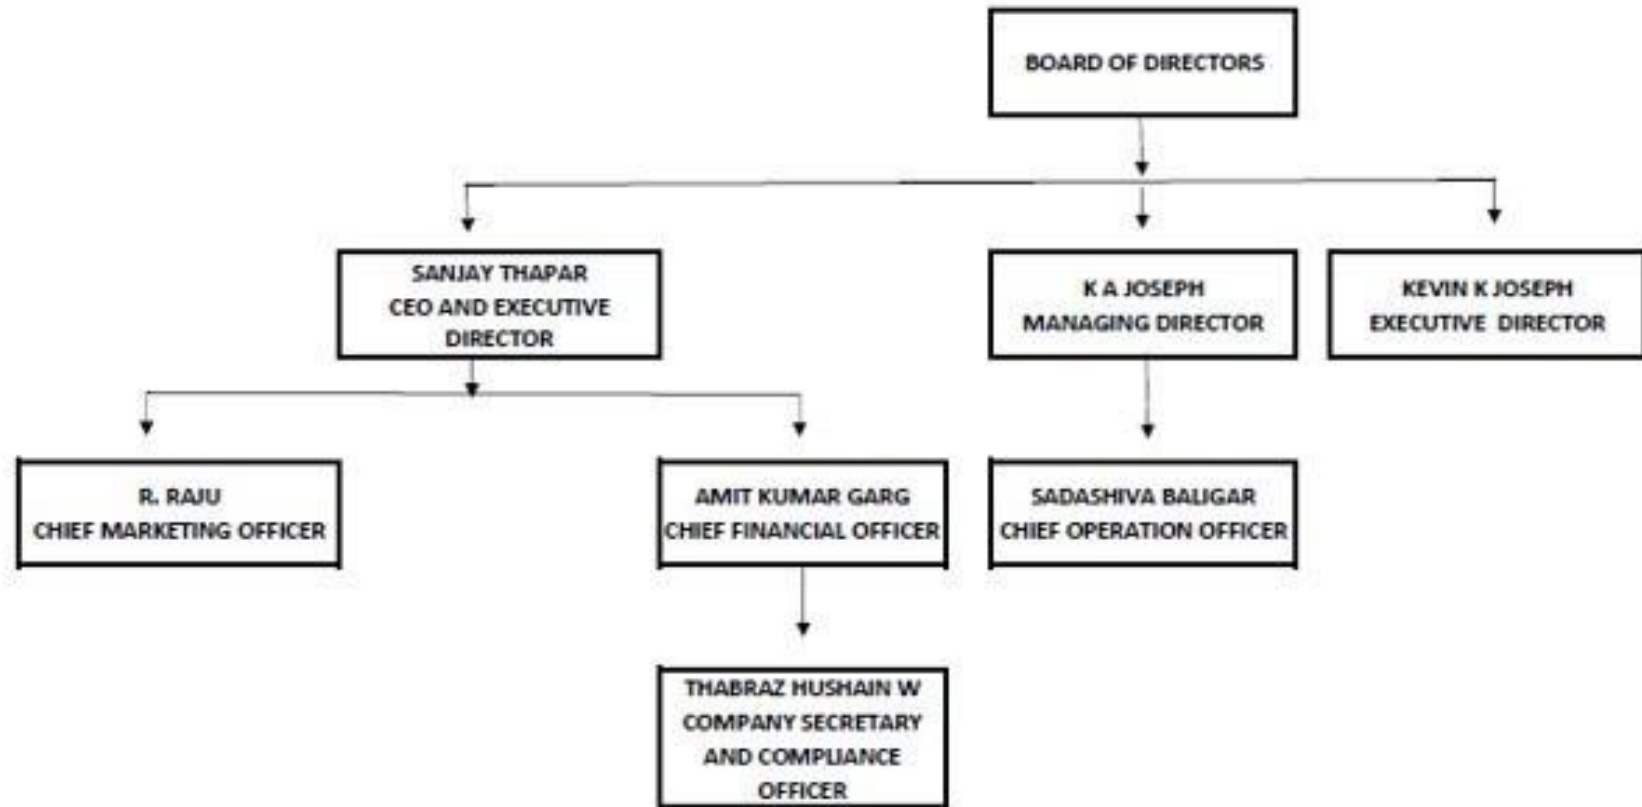 BOARD OF DIRECTORS
SANJAY THAPAR
CEO AND EXECUTIVE
DIRECTOR
K A JOSEPH
MANAGING DIRECTOR
KEVIN K JOSEPH
EXECUTIVE DIRECTOR
R. RAJU
CHIEF MARKETING OFFICER
AMIT KUMAR GARG
CHIEF FINANCIAL OFFICER
SADASHIVA BALIGAR
CHIEF OPERATION OFFICER
THABRAZ HUSHAIN W
COMPANY SECRETARY
AND COMPLIANCE
OFFICER